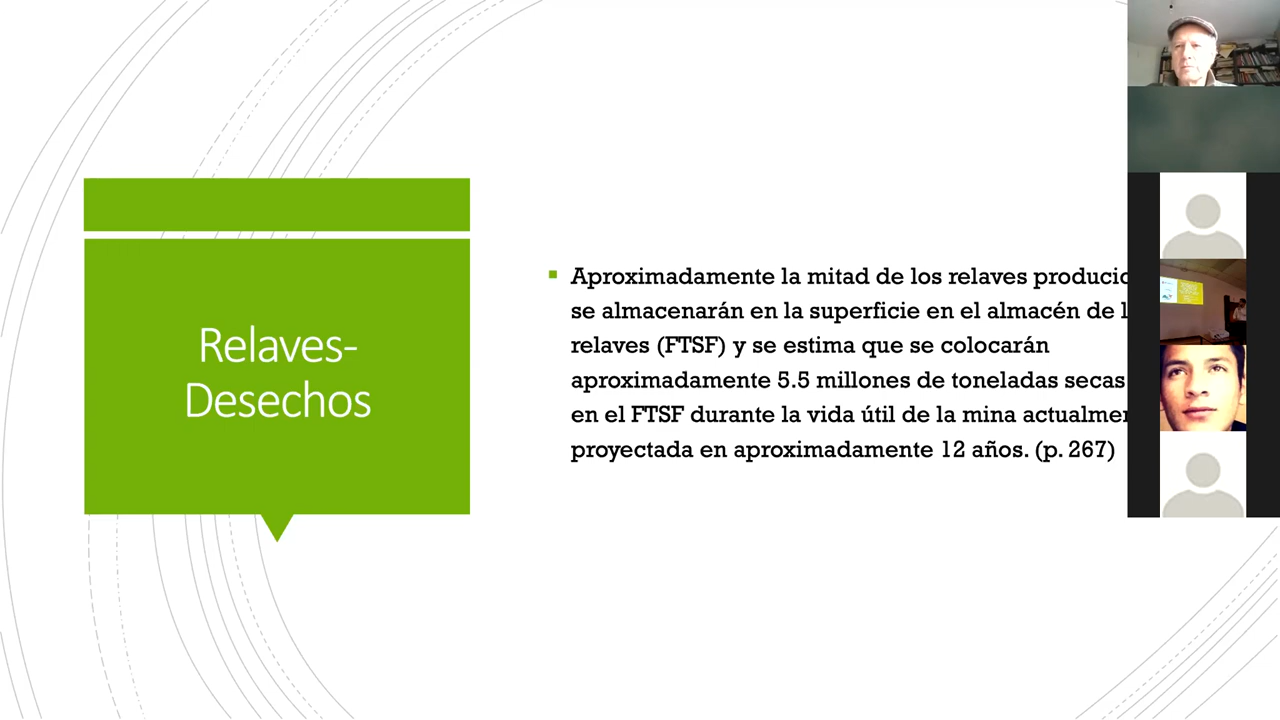 Relaves-
Desechos
Aproximadamente la mitad de los relaves
se almacenarán en la superficie en el almacén de
relaves (FTSF) y se estima que se colocarán
aproximadamente 5.5 millones de toneladas secas
en el FTSF durante la vida útil de la mina
proyectada en aproximadamente 12 años. (p. 267)